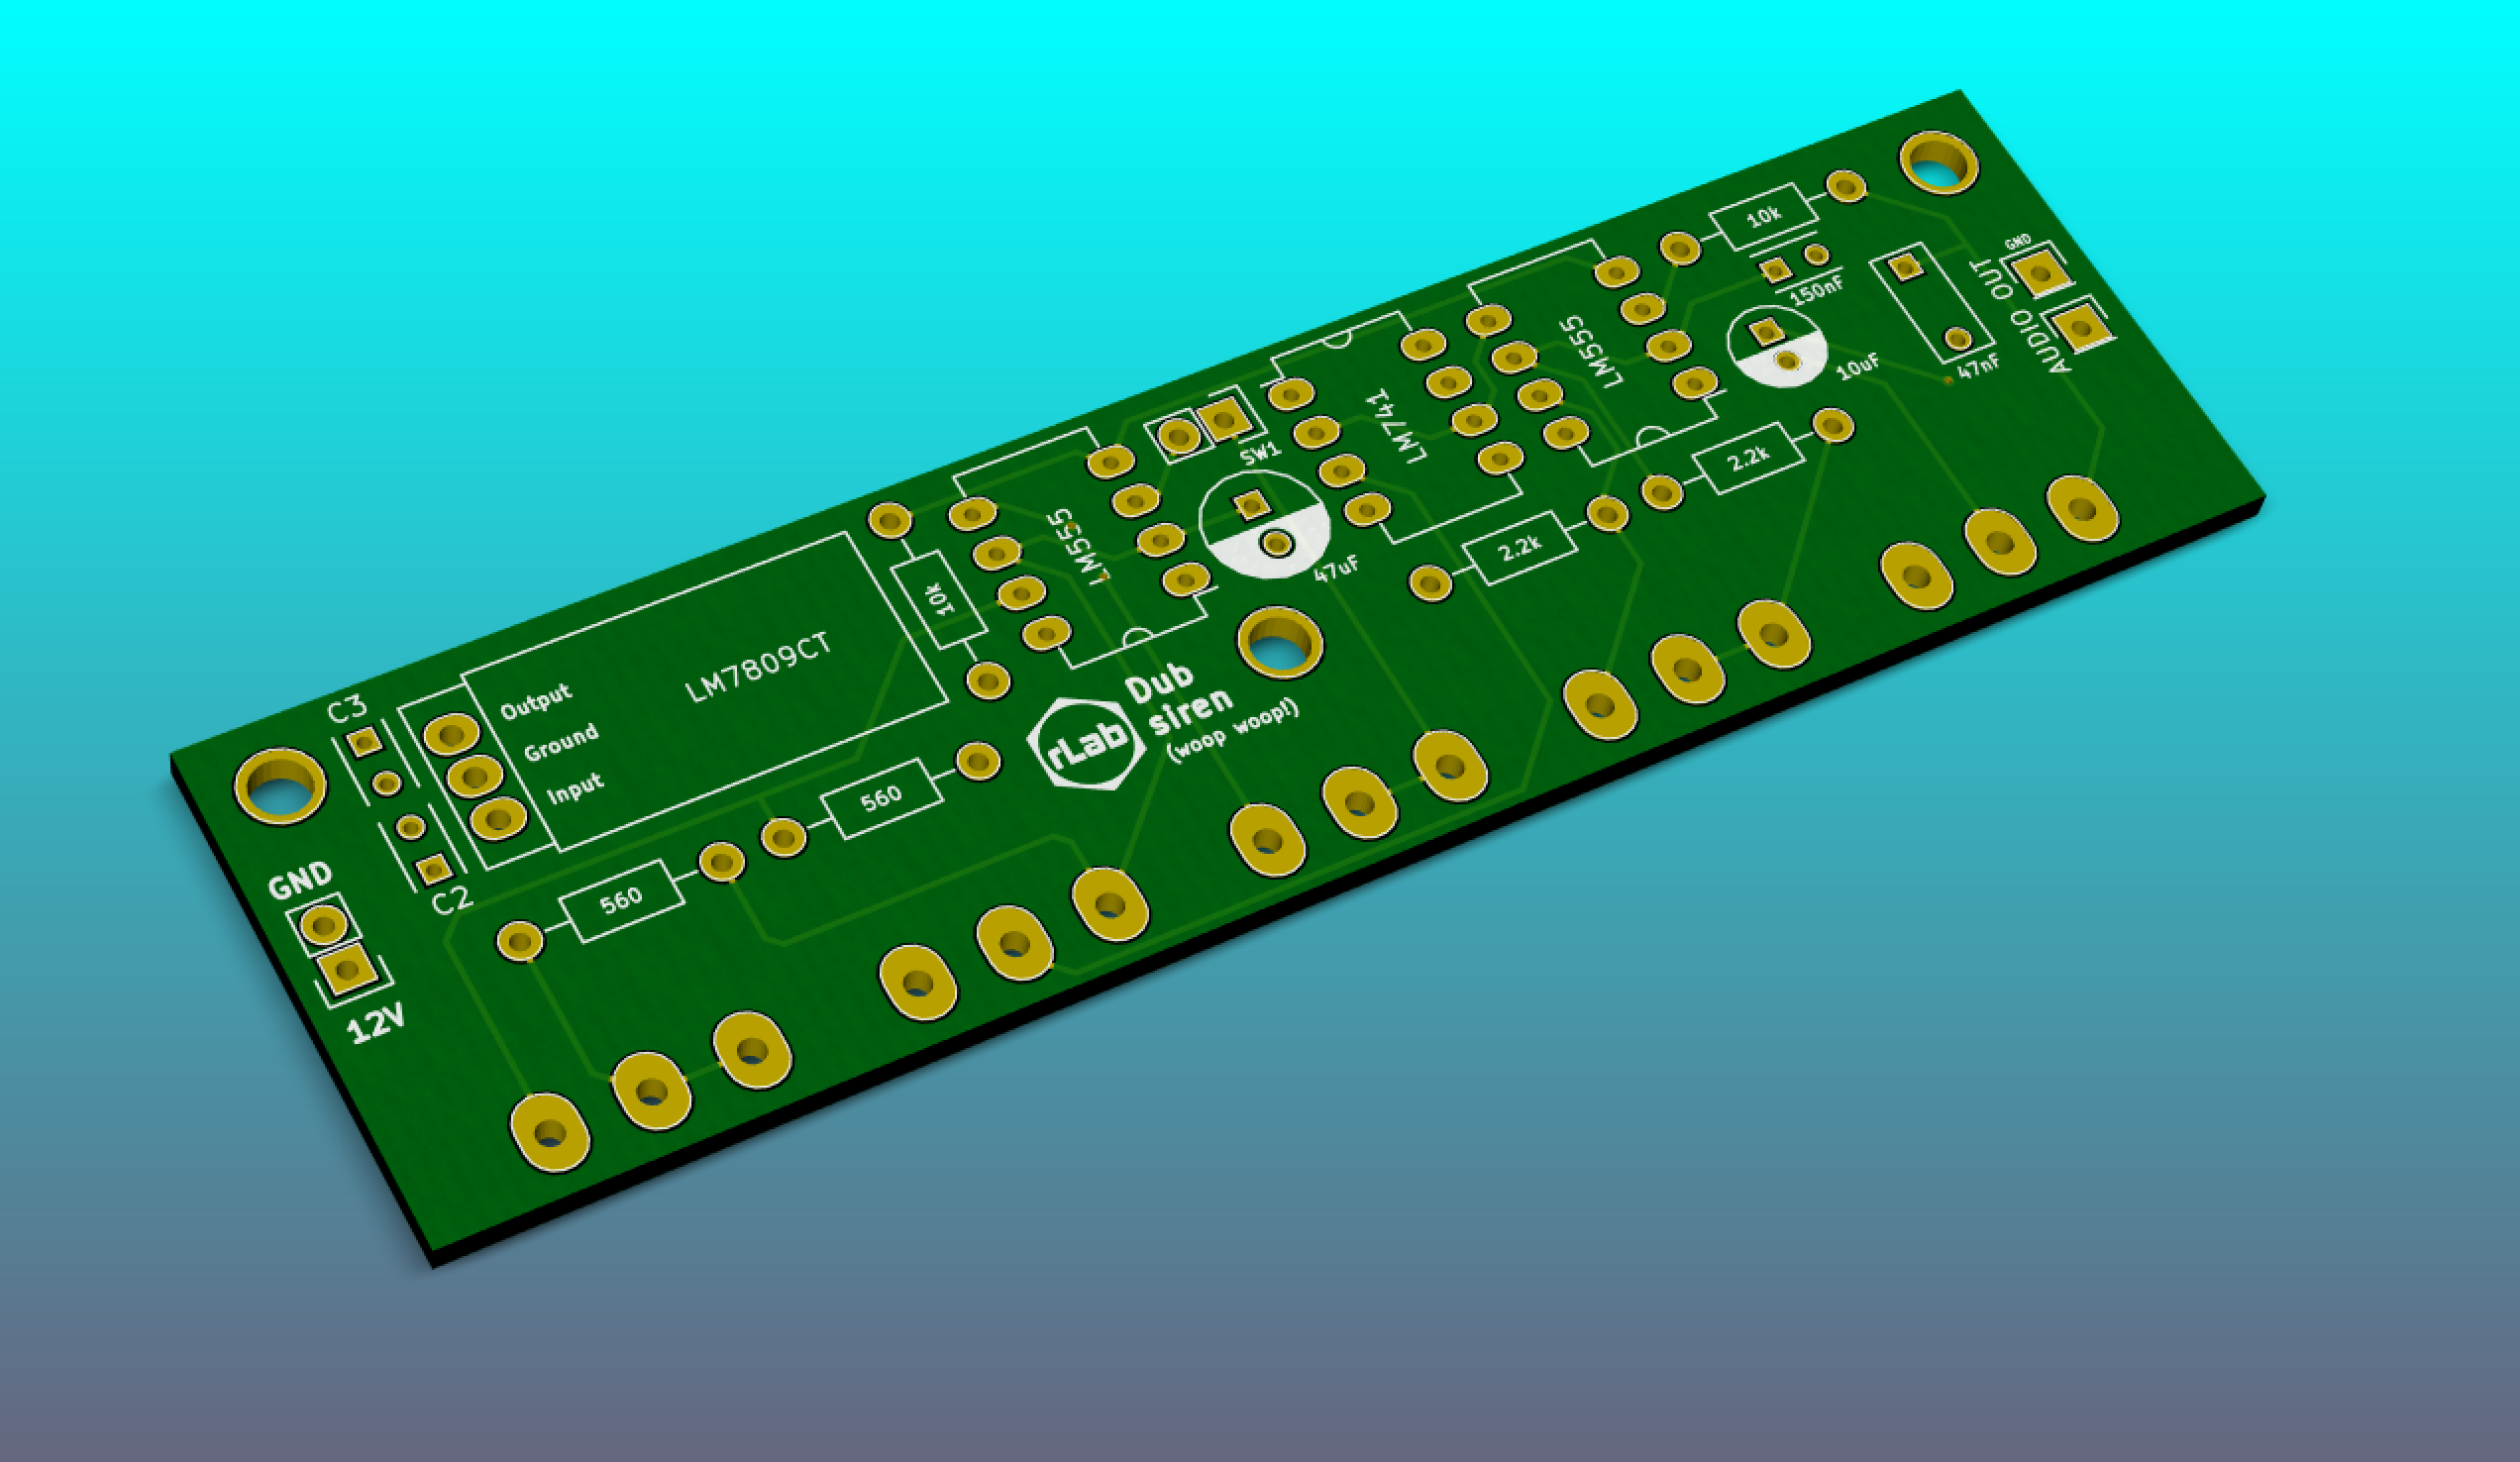 C3
Output
Ground
Input
LM7809CT
C2
GND
12V
560
560
10k
LM555
SW1
47uF
rLab
Dub
siren
(woop woop!)
LM741
LM555
2.2k
2.2k
10k
150nF
10uF
47nF
GND
AUDIO OUT